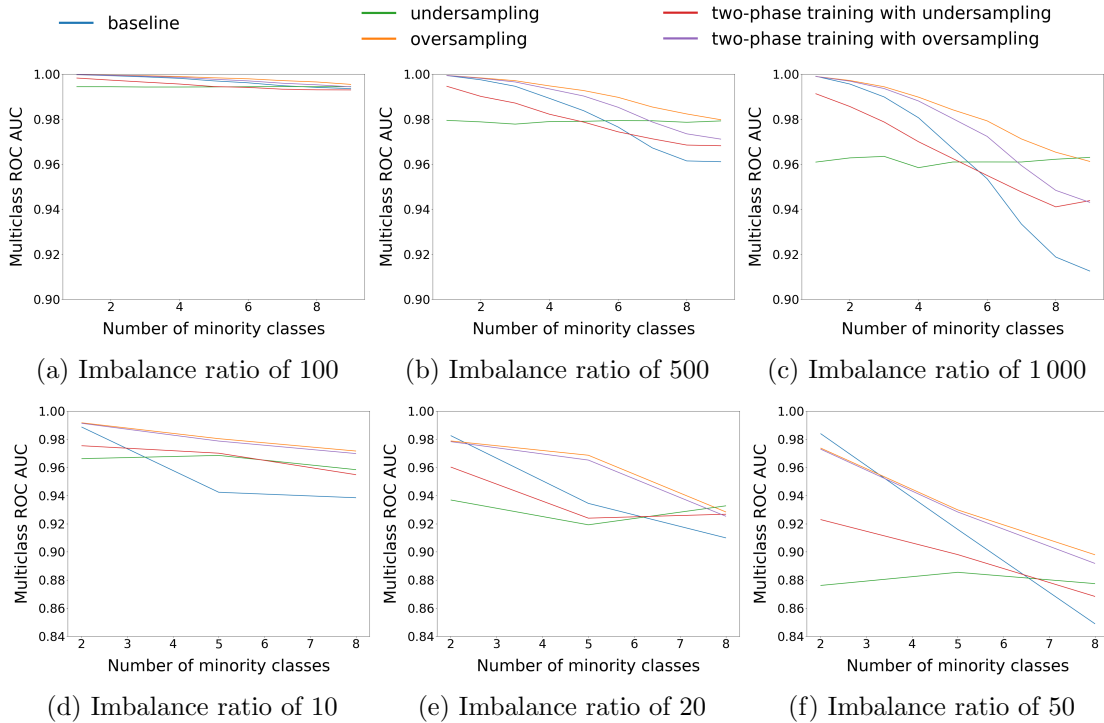 baseline
undersampling
oversampling
two-phase training with undersampling
two-phase training with oversampling
1.00
0.98
0.96
0.94
0.92
0.90
Multiclass ROC AUC
2 4 6 8
Number of minority classes
(a) Imbalance ratio of 100
1.00
0.98
0.96
0.94
0.92
0.90
Multiclass ROC AUC
2 4 6 8
Number of minority classes
(b) Imbalance ratio of 500
1.00
0.98
0.96
0.94
0.92
0.90
Multiclass ROC AUC
2 4 6 8
Number of minority classes
(c) Imbalance ratio of 1 000
1.00
0.98
0.96
0.94
0.92
0.90
0.88
0.86
0.84
Multiclass ROC AUC
2 3 4 5 6 7 8
Number of minority classes
(d) Imbalance ratio of 10
1.00
0.98
0.96
0.94
0.92
0.90
0.88
0.86
0.84
Multiclass ROC AUC
2 3 4 5 6 7 8
Number of minority classes
(e) Imbalance ratio of 20
1.00
0.98
0.96
0.94
0.92
0.90
0.88
0.86
0.84
Multiclass ROC AUC
2 3 4 5 6 7 8
Number of minority classes
(f) Imbalance ratio of 50